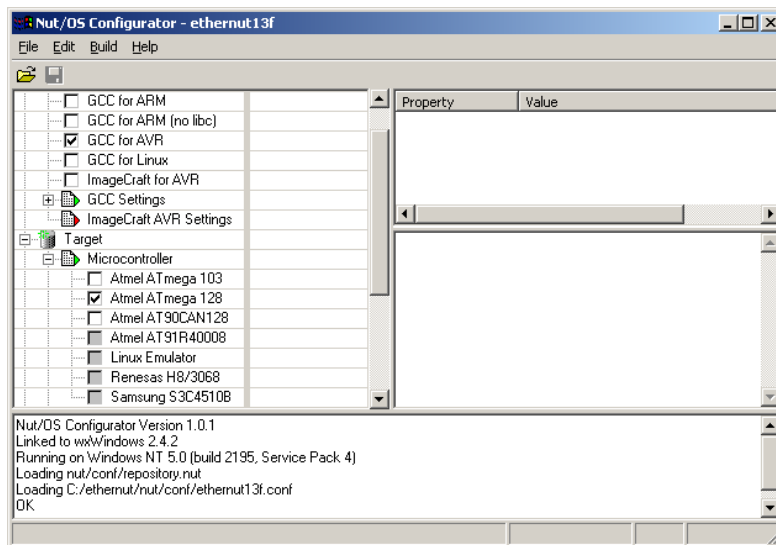 Nut/OS Configurator - ethernut13f
File Edit Build Help
GCC for ARM
GCC for ARM (no libc)
GCC for AVR
GCC for Linux
ImageCraft for AVR
GCC Settings
ImageCraft AVR Settings
Target
Microcontroller
Atmel ATmega 103
Atmel ATmega 128
Atmel AT90CAN128
Atmel AT91R40008
Linux Emulator
Renesas H8/3068
Samsung S3C4510B
Property Value
Nut/OS Configurator Version 1.0.1
Linked to wxWindows 2.4.2
Running on Windows NT 5.0 (build 2195, Service Pack 4)
Loading nut/conf/repository.nut
Loading C:/ethernut/nut/conf/ethernut13f.conf
OK